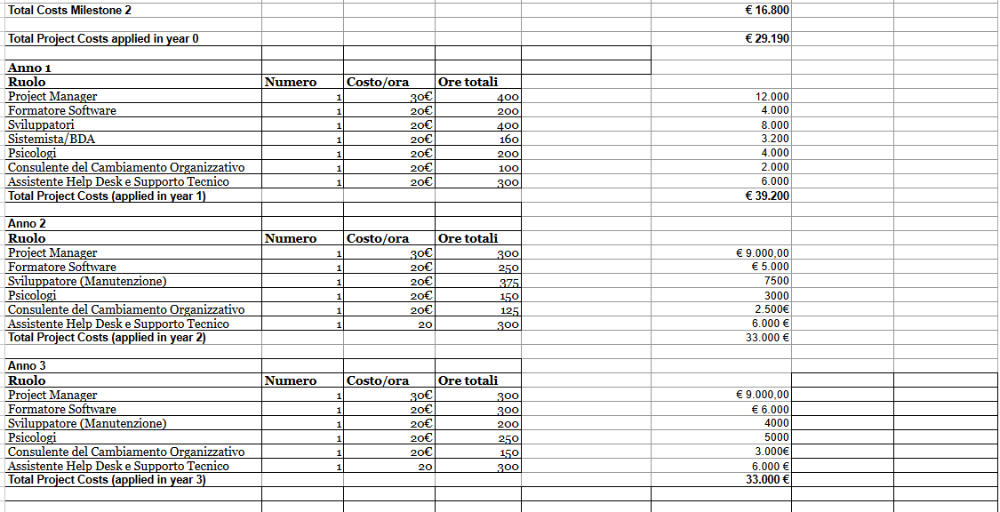 Total Costs Milestone 2 € 16.800
Total Project Costs applied in year 0 € 29.190
Anno 1
Ruolo Numero Costo/ora Ore totali
Project Manager 1 30€ 400 12.000
Formatore Software 1 20€ 200 4.000
Sviluppatori 1 20€ 400 8.000
Sistemista/BDA 1 20€ 160 3.200
Psicologi 1 20€ 200 4.000
Consulente del Cambiamento Organizzativo 1 20€ 100 2.000
Assistente Help Desk e Supporto Tecnico 1 20€ 300 6.000
Total Project Costs (applied in year 1) € 39.200
Anno 2
Ruolo Numero Costo/ora Ore totali
Project Manager 1 30€ 300 € 9.000,00
Formatore Software 1 20€ 250 € 5.000
Sviluppatore (Manutenzione) 1 20€ 375 7500
Psicologi 1 20€ 150 3000
Consulente del Cambiamento Organizzativo 1 20€ 125 2.500€
Assistente Help Desk e Supporto Tecnico 1 20 300 6.000 €
Total Project Costs (applied in year 2) 33.000 €
Anno 3
Ruolo Numero Costo/ora Ore totali
Project Manager 1 30€ 300 € 9.000,00
Formatore Software 1 20€ 300 € 6.000
Sviluppatore (Manutenzione) 1 20€ 200 4000
Psicologi 1 20€ 250 5000
Consulente del Cambiamento Organizzativo 1 20€ 150 3.000€
Assistente Help Desk e Supporto Tecnico 1 20 300 6.000 €
Total Project Costs (applied in year 3) 33.000 €